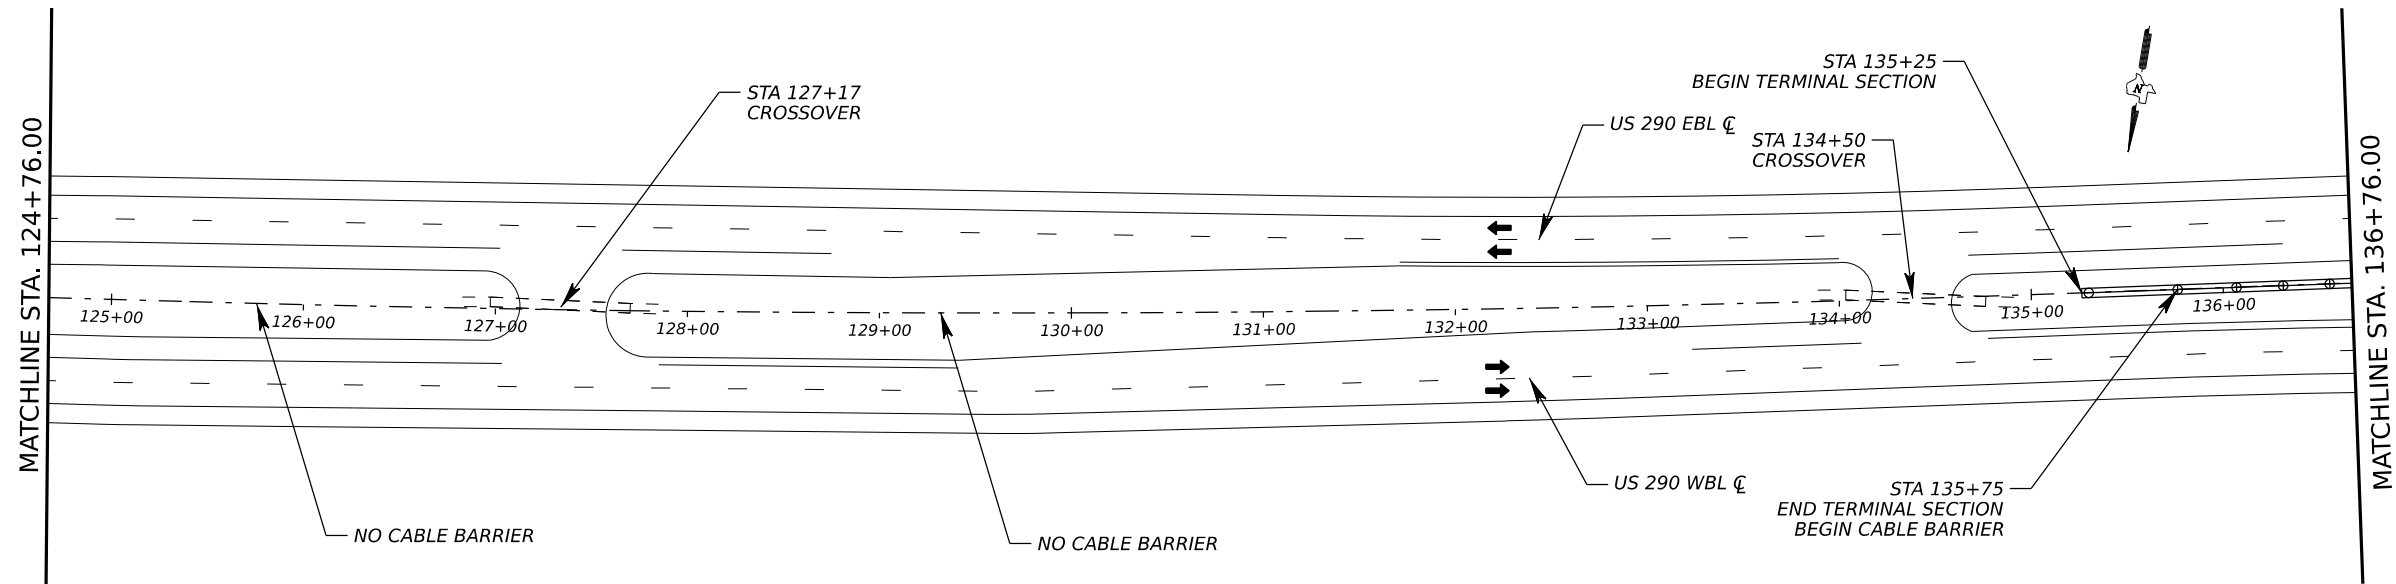 STA 135+25
BEGIN TERMINAL SECTION
STA 127+17
CROSSOVER
N
US 290 EBL ℄
STA 134+50
CROSSOVER
MATCHLINE STA. 124+76.00
MATCHLINE STA. 136+76.00
125+00
126+00
127+00
128+00
129+00
130+00
131+00
132+00
133+00
134+00
135+00
136+00
US 290 WBL ℄
STA 135+75
END TERMINAL SECTION
BEGIN CABLE BARRIER
NO CABLE BARRIER
NO CABLE BARRIER